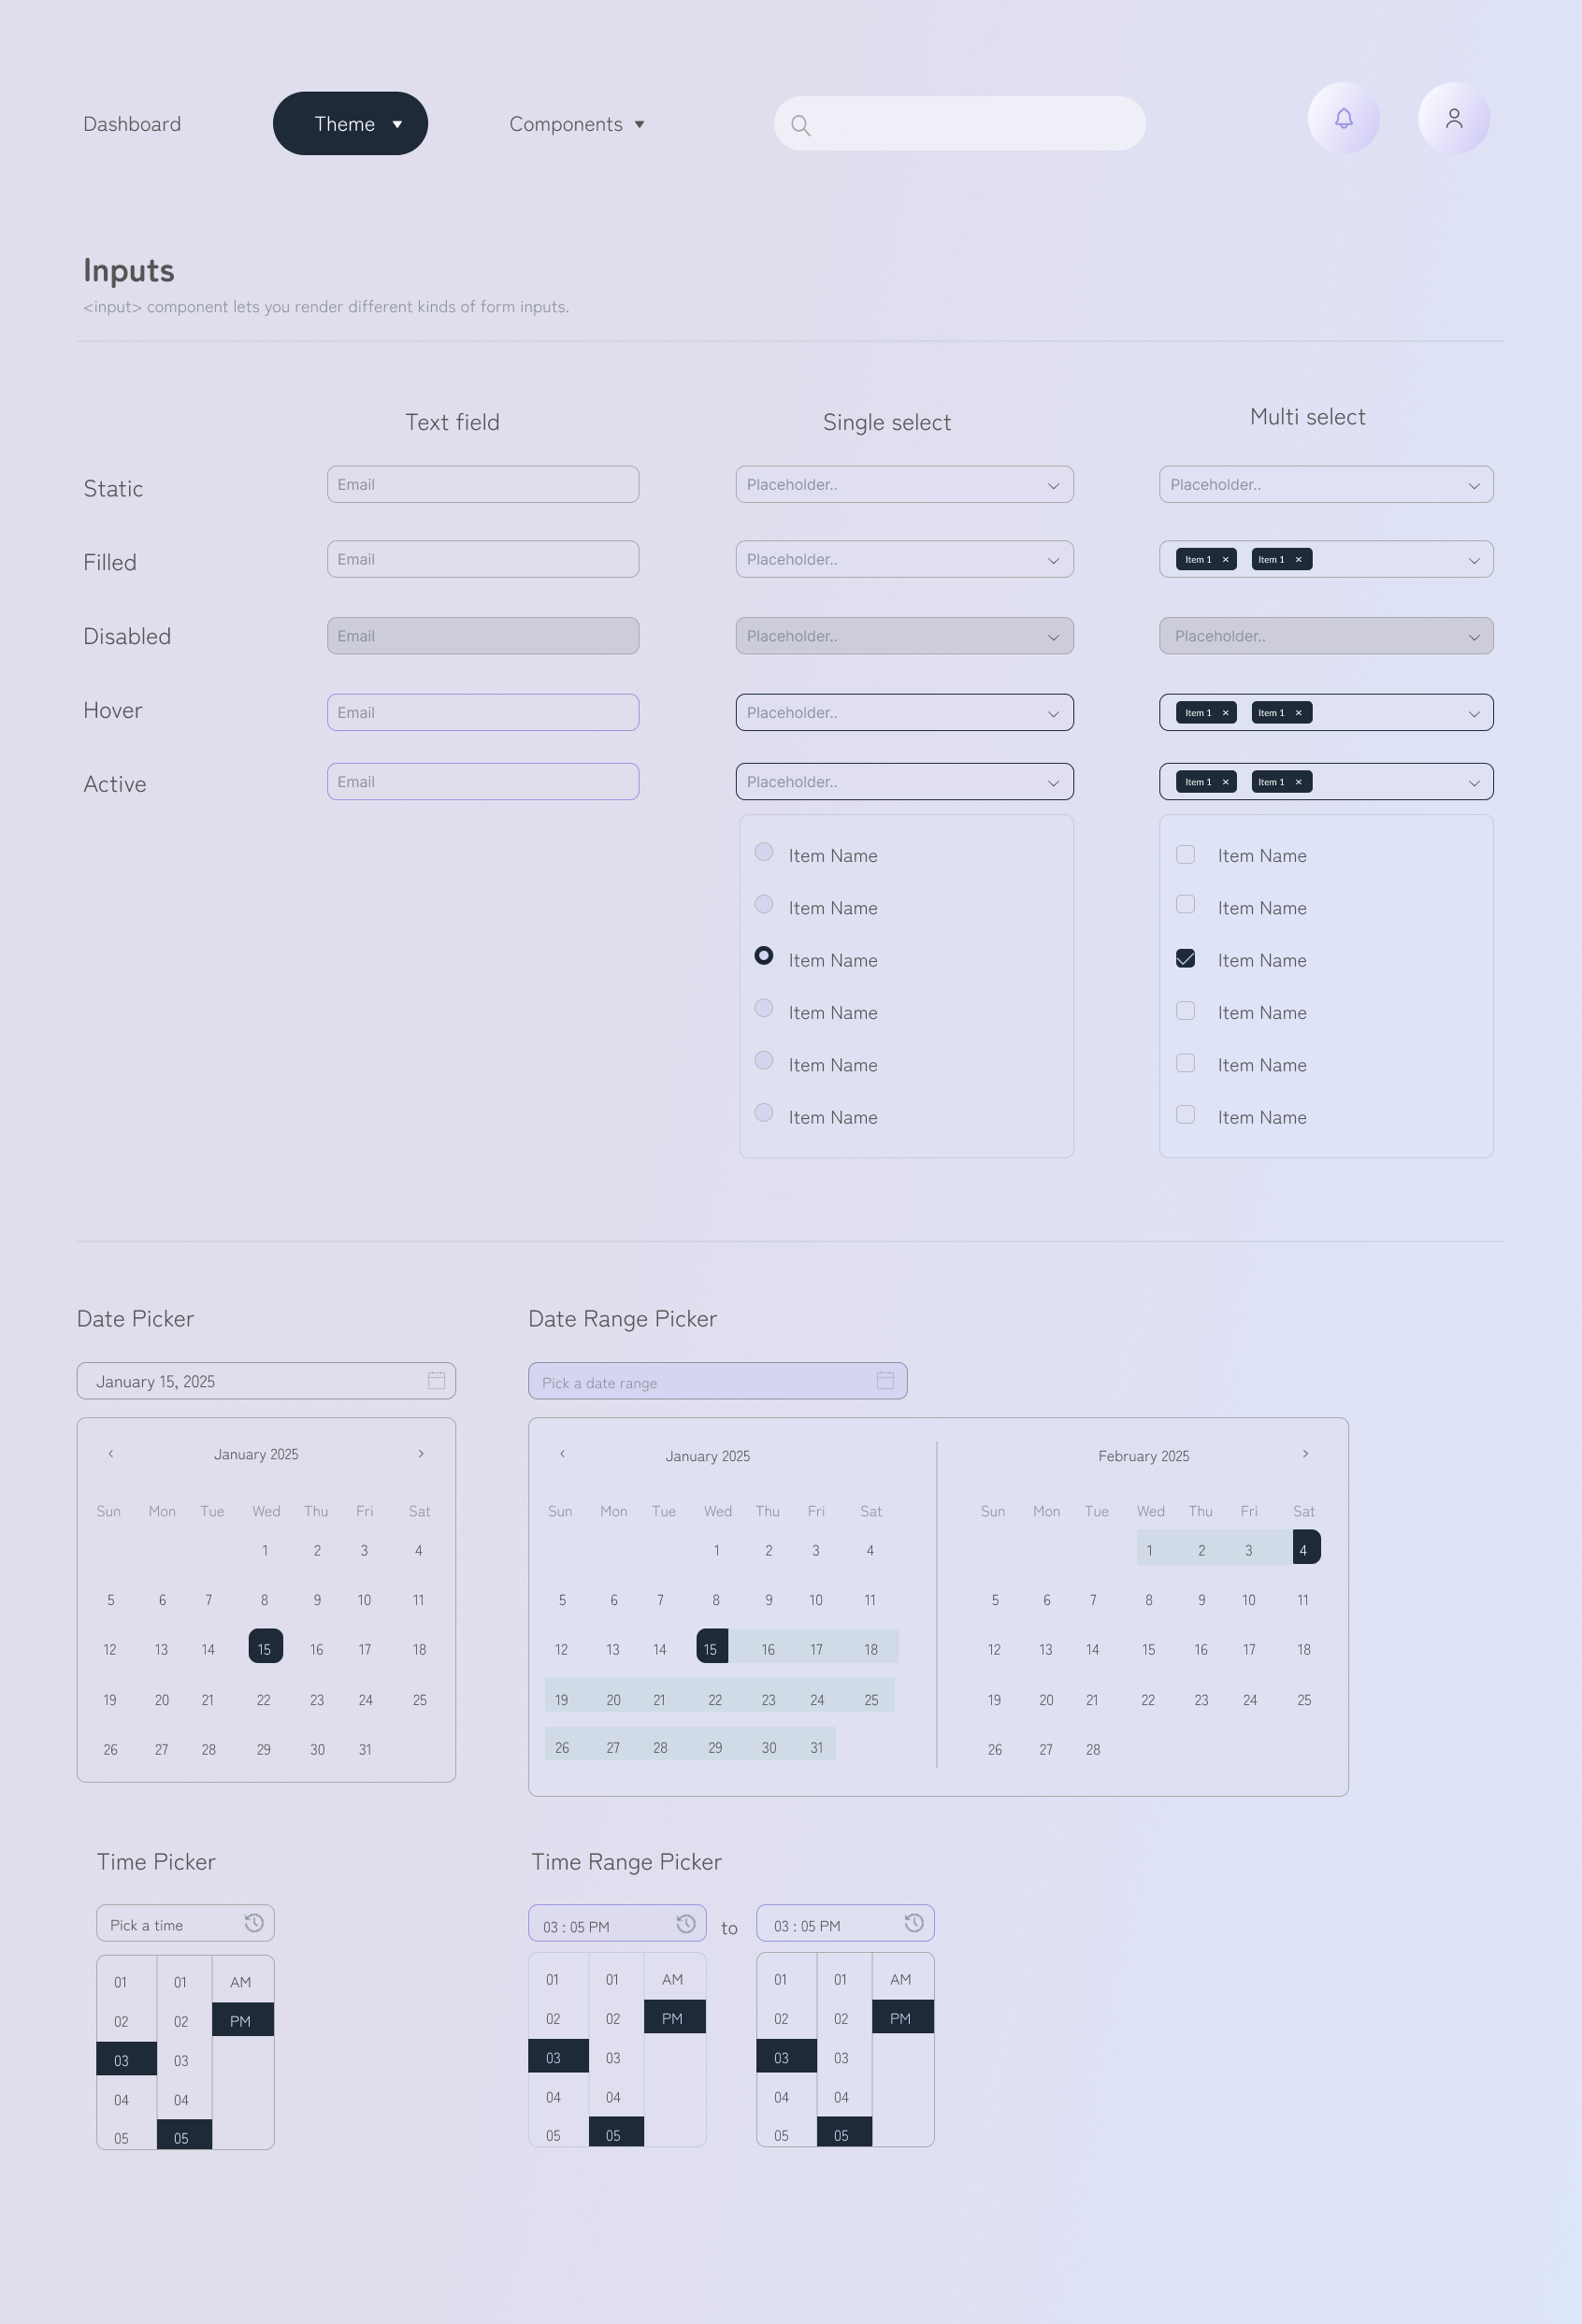 Dashboard Theme Components
Inputs
<input> component lets you render different kinds of form inputs.
Text field Single select Multi select
Static Email Placeholder.. Placeholder..
Filled Email Placeholder.. Item 1 × Item 1 ×
Disabled Email Placeholder.. Placeholder..
Hover Email Placeholder.. Item 1 × Item 1 ×
Active Email Placeholder.. Item 1 × Item 1 ×
Item Name Item Name
Item Name Item Name
Item Name Item Name
Item Name Item Name
Item Name Item Name
Item Name Item Name
Date Picker Date Range Picker
January 15, 2025 Pick a date range
January 2025 January 2025 February 2025
Sun Mon Tue Wed Thu Fri Sat Sun Mon Tue Wed Thu Fri Sat Sun Mon Tue Wed Thu Fri Sat
1 2 3 4 1 2 3 4 1 2 3 4
5 6 7 8 9 10 11 5 6 7 8 9 10 11 5 6 7 8 9 10 11
12 13 14 15 16 17 18 12 13 14 15 16 17 18 12 13 14 15 16 17 18
19 20 21 22 23 24 25 19 20 21 22 23 24 25 19 20 21 22 23 24 25
26 27 28 29 30 31 26 27 28 29 30 31 26 27 28
Time Picker Time Range Picker
Pick a time 03 : 05 PM to 03 : 05 PM
01 01 AM 01 01 AM 01 01 AM
02 02 PM 02 02 PM 02 02 PM
03 03 03 03 03 03
04 04 04 04 04 04
05 05 05 05 05 05